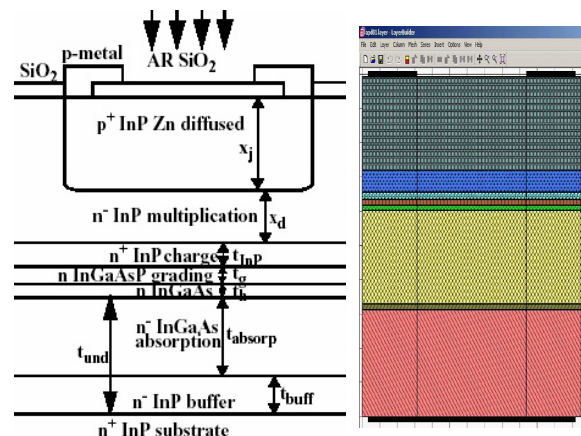 p-metal
AR SiO2
SiO2
p+ InP Zn diffused
xj
n- InP multiplication
xd
n+ InP charge
tInP
n InGaAsP grading
tg
n InGaAs
th
n- InGaAs
absorption
tabsorp
tund
tbuff
n- InP buffer
n+ InP substrate
File Edit Layer Column Mesh Series Insert Options View Help